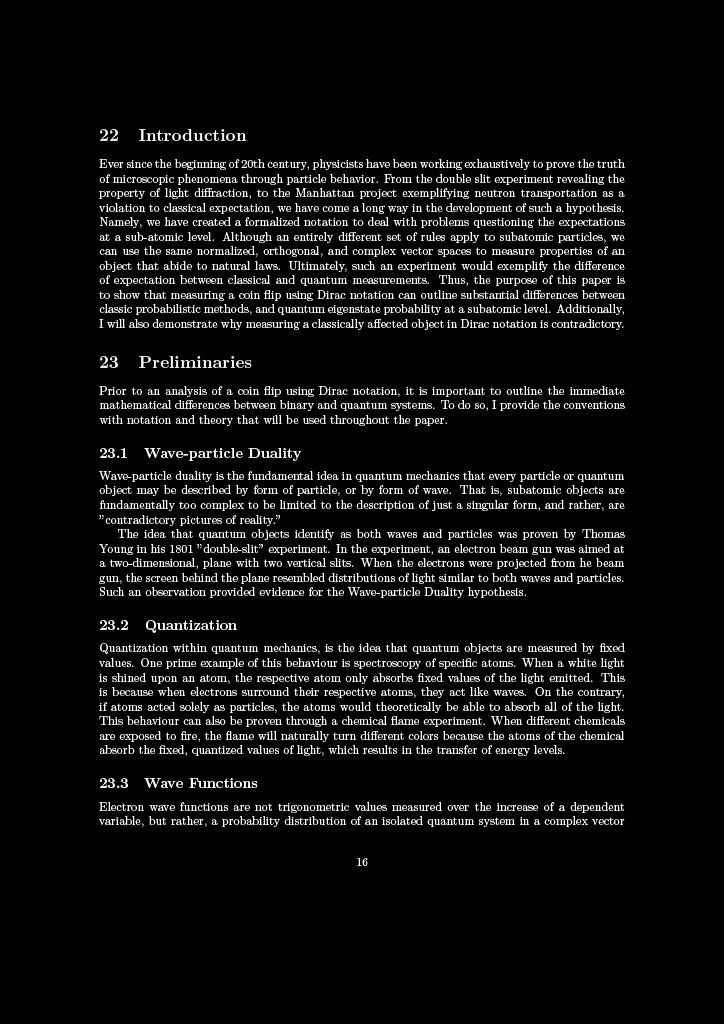 22 Introduction
Ever since the beginning of 20th century, physicists have been working exhaustively to prove the truth
of microscopic phenomena through particle behavior. From the double slit experiment revealing the
property of light diffraction, to the Manhattan project exemplifying neutron transportation as a
violation to classical expectation, we have come a long way in the development of such a hypothesis.
Namely, we have created a formalized notation to deal with problems questioning the expectations
at a sub-atomic level. Although an entirely different set of rules apply to subatomic particles, we
can use the same normalized, orthogonal, and complex vector spaces to measure properties of an
object that abide to natural laws. Ultimately, such an experiment would exemplify the difference
of expectation between classical and quantum measurements. Thus, the purpose of this paper is
to show that measuring a coin flip using Dirac notation can outline substantial differences between
classic probabilistic methods, and quantum eigenstate probability at a subatomic level. Additionally,
I will also demonstrate why measuring a classically affected object in Dirac notation is contradictory.
23 Preliminaries
Prior to an analysis of a coin flip using Dirac notation, it is important to outline the immediate
mathematical differences between binary and quantum systems. To do so, I provide the conventions
with notation and theory that will be used throughout the paper.
23.1 Wave-particle Duality
Wave-particle duality is the fundamental idea in quantum mechanics that every particle or quantum
object may be described by form of particle, or by form of wave. That is, subatomic objects are
fundamentally too complex to be limited to the description of just a singular form, and rather, are
”contradictory pictures of reality.”
The idea that quantum objects identify as both waves and particles was proven by Thomas
Young in his 1801 ”double-slit” experiment. In the experiment, an electron beam gun was aimed at
a two-dimensional, plane with two vertical slits. When the electrons were projected from he beam
gun, the screen behind the plane resembled distributions of light similar to both waves and particles.
Such an observation provided evidence for the Wave-particle Duality hypothesis.
23.2 Quantization
Quantization within quantum mechanics, is the idea that quantum objects are measured by fixed
values. One prime example of this behaviour is spectroscopy of specific atoms. When a white light
is shined upon an atom, the respective atom only absorbs fixed values of the light emitted. This
is because when electrons surround their respective atoms, they act like waves. On the contrary,
if atoms acted solely as particles, the atoms would theoretically be able to absorb all of the light.
This behaviour can also be proven through a chemical flame experiment. When different chemicals
are exposed to fire, the flame will naturally turn different colors because the atoms of the chemical
absorb the fixed, quantized values of light, which results in the transfer of energy levels.
23.3 Wave Functions
Electron wave functions are not trigonometric values measured over the increase of a dependent
variable, but rather, a probability distribution of an isolated quantum system in a complex vector
16